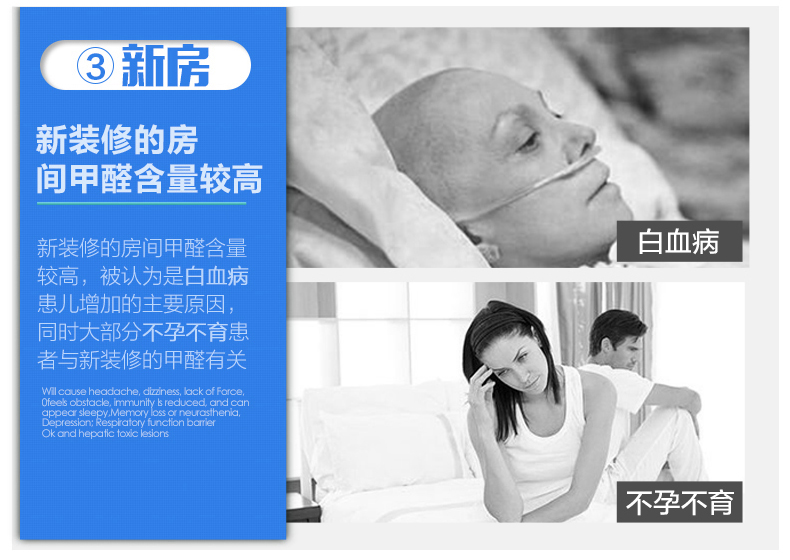 ③新房
新装修的房
间甲醛含量较高
新装修的房间甲醛含量
较高，被认为是白血病
患儿增加的主要原因，
同时大部分不孕不育患
者与新装修的甲醛有关
Will cause headache, dizziness, lack of Force,
0feels obstacle, immunity Is reduced, and can
appear sleepy,Memory loss or neurasthenia,
Depression; Respiratory function barrier
Ok and hepatic toxic lesions
白血病
不孕不育